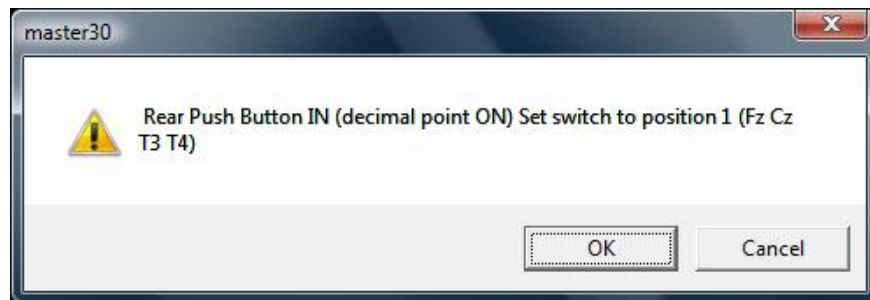 master30
Rear Push Button IN (decimal point ON) Set switch to position 1 (Fz Cz
T3 T4)
OK
Cancel